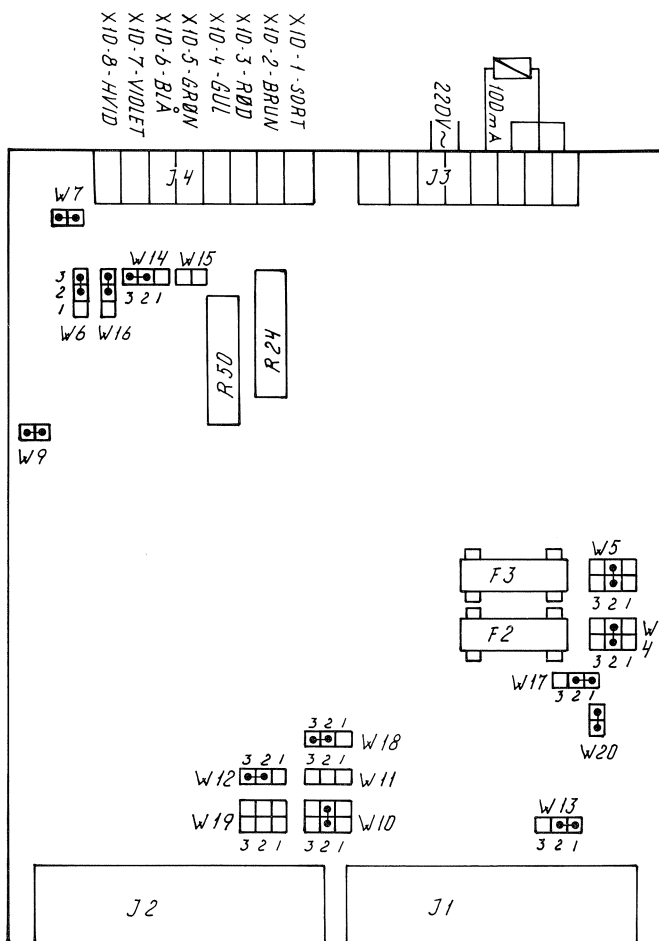 X10-1-SORT
X10-2-BRUN
X10-3-RØD
X10-4-GUL
X10-5-GRØN
X10-6-BLÅ
X10-7-VIOLET
X10-8-HVID
220V~
100mA
J4
J3
W7
W14
W15
3
2
1
3 2 1
W6
W16
R50
R24
W9
F3
W5
3 2 1
F2
W
4
3 2 1
W17
3 2 1
W20
3 2 1
W18
3 2 1
W12
3 2 1
W11
W19
3 2 1
W10
3 2 1
W13
3 2 1
J2
J1